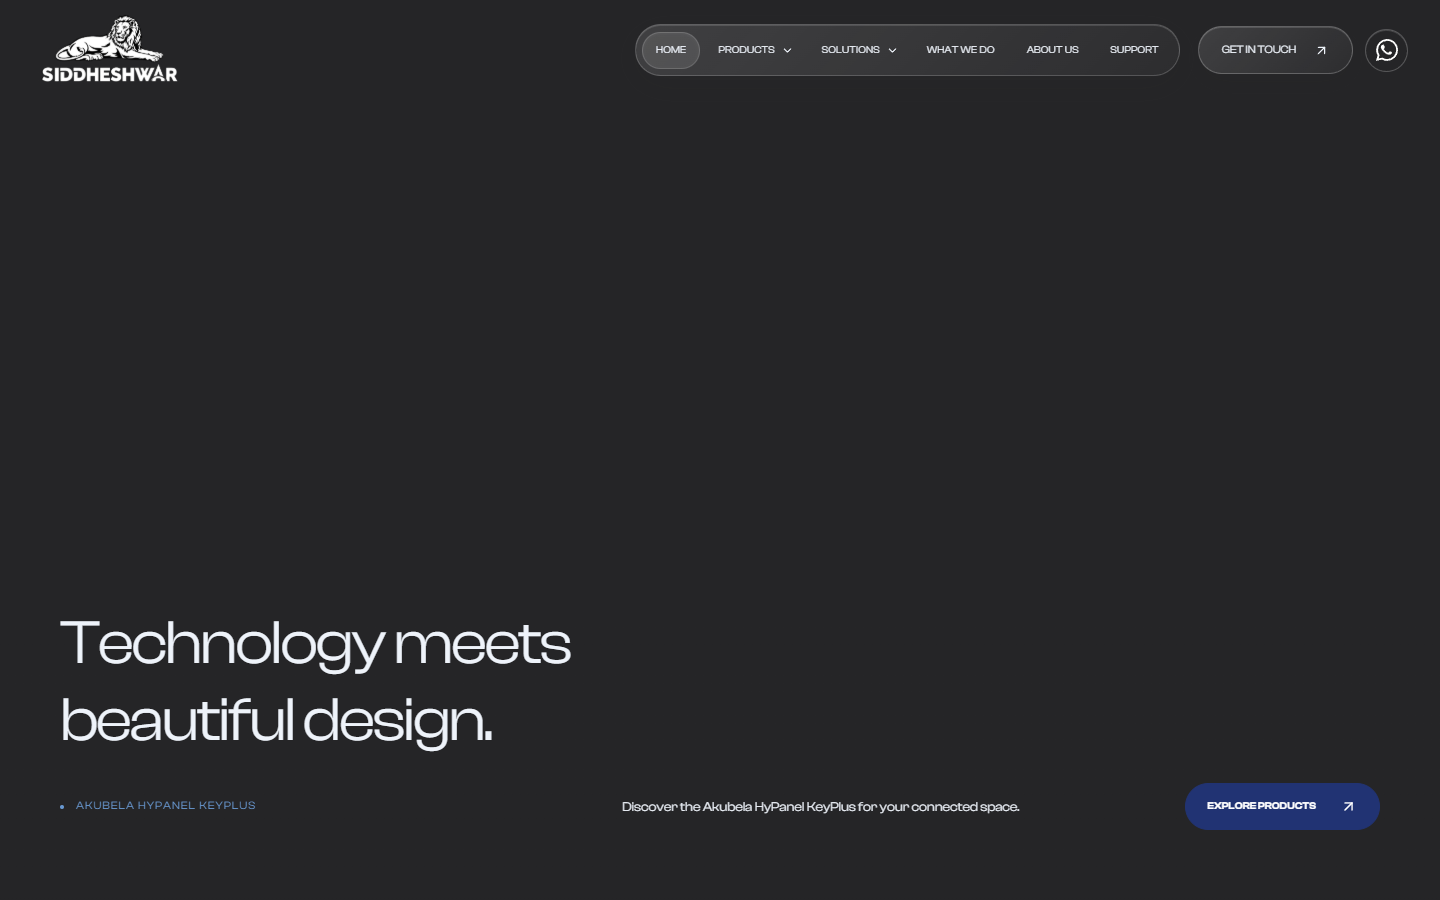 SIDDHESHWAR
HOME
PRODUCTS
SOLUTIONS
WHAT WE DO
ABOUT US
SUPPORT
GET IN TOUCH
Technology meets
beautiful design.
AKUBELA HYPANEL KEYPLUS
Discover the Akubela HyPanel KeyPlus for your connected space.
EXPLORE PRODUCTS